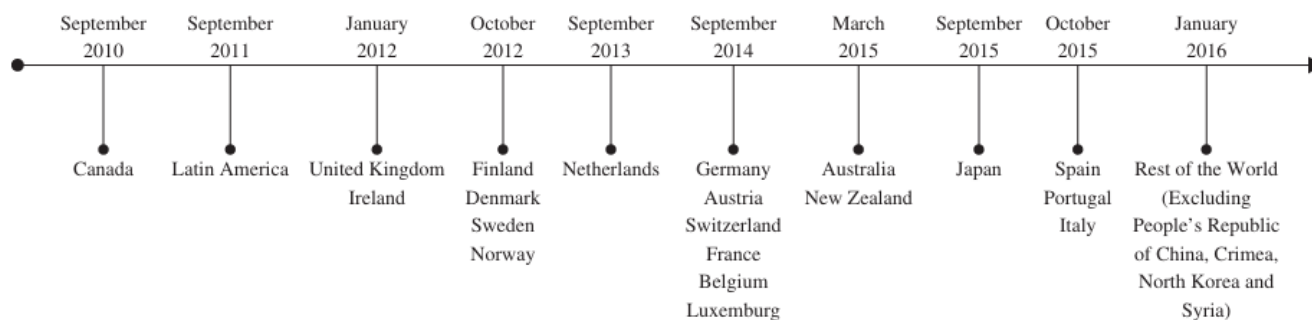 September 2010
September 2011
January 2012
October 2012
September 2013
September 2014
March 2015
September 2015
October 2015
January 2016
Canada
Latin America
United Kingdom
Ireland
Finland
Denmark
Sweden
Norway
Netherlands
Germany
Austria
Switzerland
France
Belgium
Luxemburg
Australia
New Zealand
Japan
Spain
Portugal
Italy
Rest of the World
(Excluding
People's Republic
of China, Crimea,
North Korea and
Syria)